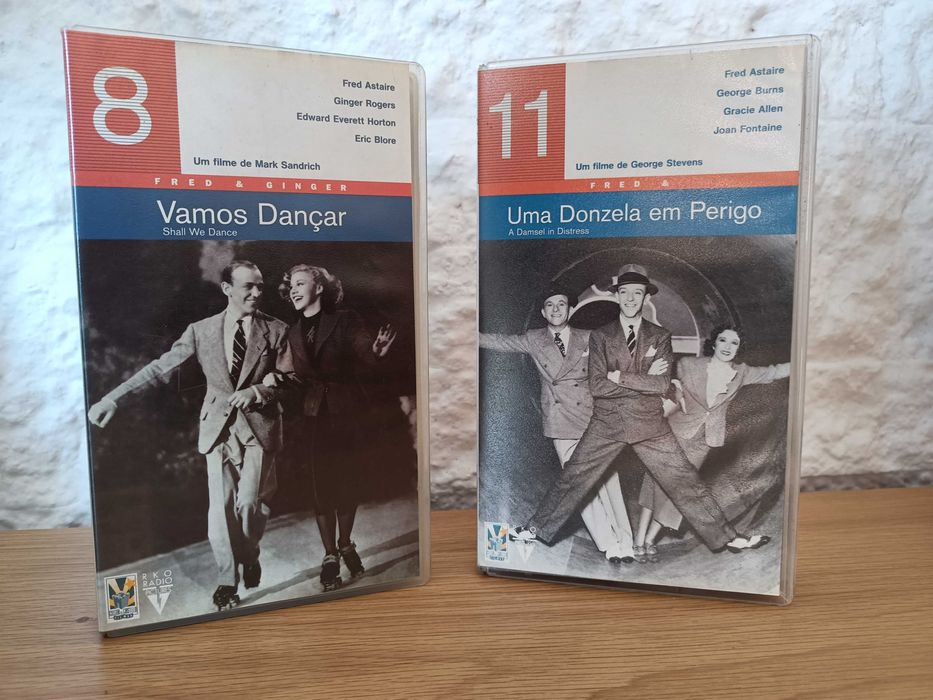 8
Fred Astaire
Ginger Rogers
Edward Everett Horton
Eric Blore
Um filme de Mark Sandrich
FRED & GINGER
Vamos Dançar
Shall We Dance
RKO
RADIO
11
Fred Astaire
George Burns
Gracie Allen
Joan Fontaine
Um filme de George Stevens
FRED &
Uma Donzela em Perigo
A Damsel in Distress